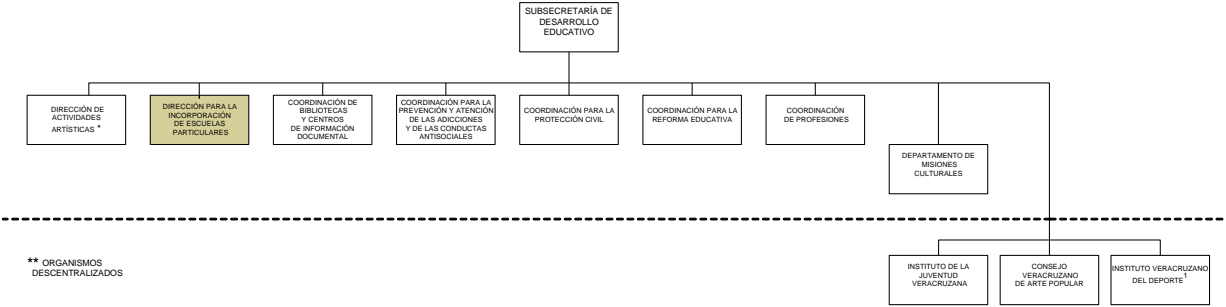 SUBSECRETARÍA DE
DESARROLLO
EDUCATIVO
DIRECCIÓN DE
ACTIVIDADES
ARTÍSTICAS *
DIRECCIÓN PARA LA
INCORPORACIÓN
DE ESCUELAS
PARTICULARES
COORDINACIÓN DE
BIBLIOTECAS
Y CENTROS
DE INFORMACIÓN
DOCUMENTAL
COORDINACIÓN PARA LA
PREVENCIÓN Y ATENCIÓN
DE LAS ADICCIONES
Y DE LAS CONDUCTAS
ANTISOCIALES
COORDINACIÓN PARA LA
PROTECCIÓN CIVIL
COORDINACIÓN PARA LA
REFORMA EDUCATIVA
COORDINACIÓN
DE PROFESIONES
DEPARTAMENTO DE
MISIONES
CULTURALES
** ORGANISMOS
DESCENTRALIZADOS
INSTITUTO DE LA
JUVENTUD
VERACRUZANA
CONSEJO
VERACRUZANO
DE ARTE POPULAR
INSTITUTO VERACRUZANO
DEL DEPORTE1